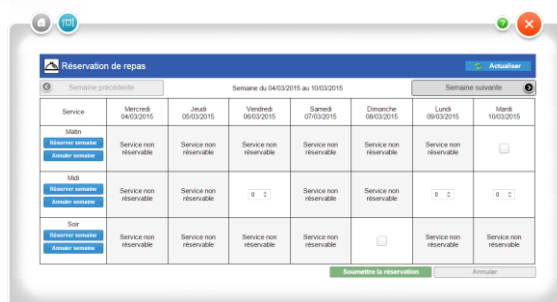 Réservation de repas
Actualiser
Semaine précédente
Semaine du 04/03/2015 au 10/03/2015
Semaine suivante
Service
Mercredi
04/03/2015
Jeudi
05/03/2015
Vendredi
06/03/2015
Samedi
07/03/2015
Dimanche
08/03/2015
Lundi
09/03/2015
Mardi
10/03/2015
Matin
Réserver semaine
Annuler semaine
Service non
réservable
Service non
réservable
Service non
réservable
Service non
réservable
Service non
réservable
Service non
réservable
Midi
Réserver semaine
Annuler semaine
Service non
réservable
Service non
réservable
0
Service non
réservable
Service non
réservable
0
0
Soir
Réserver semaine
Annuler semaine
Service non
réservable
Service non
réservable
Service non
réservable
Service non
réservable
Service non
réservable
Service non
réservable
Soumettre la réservation
Annuler